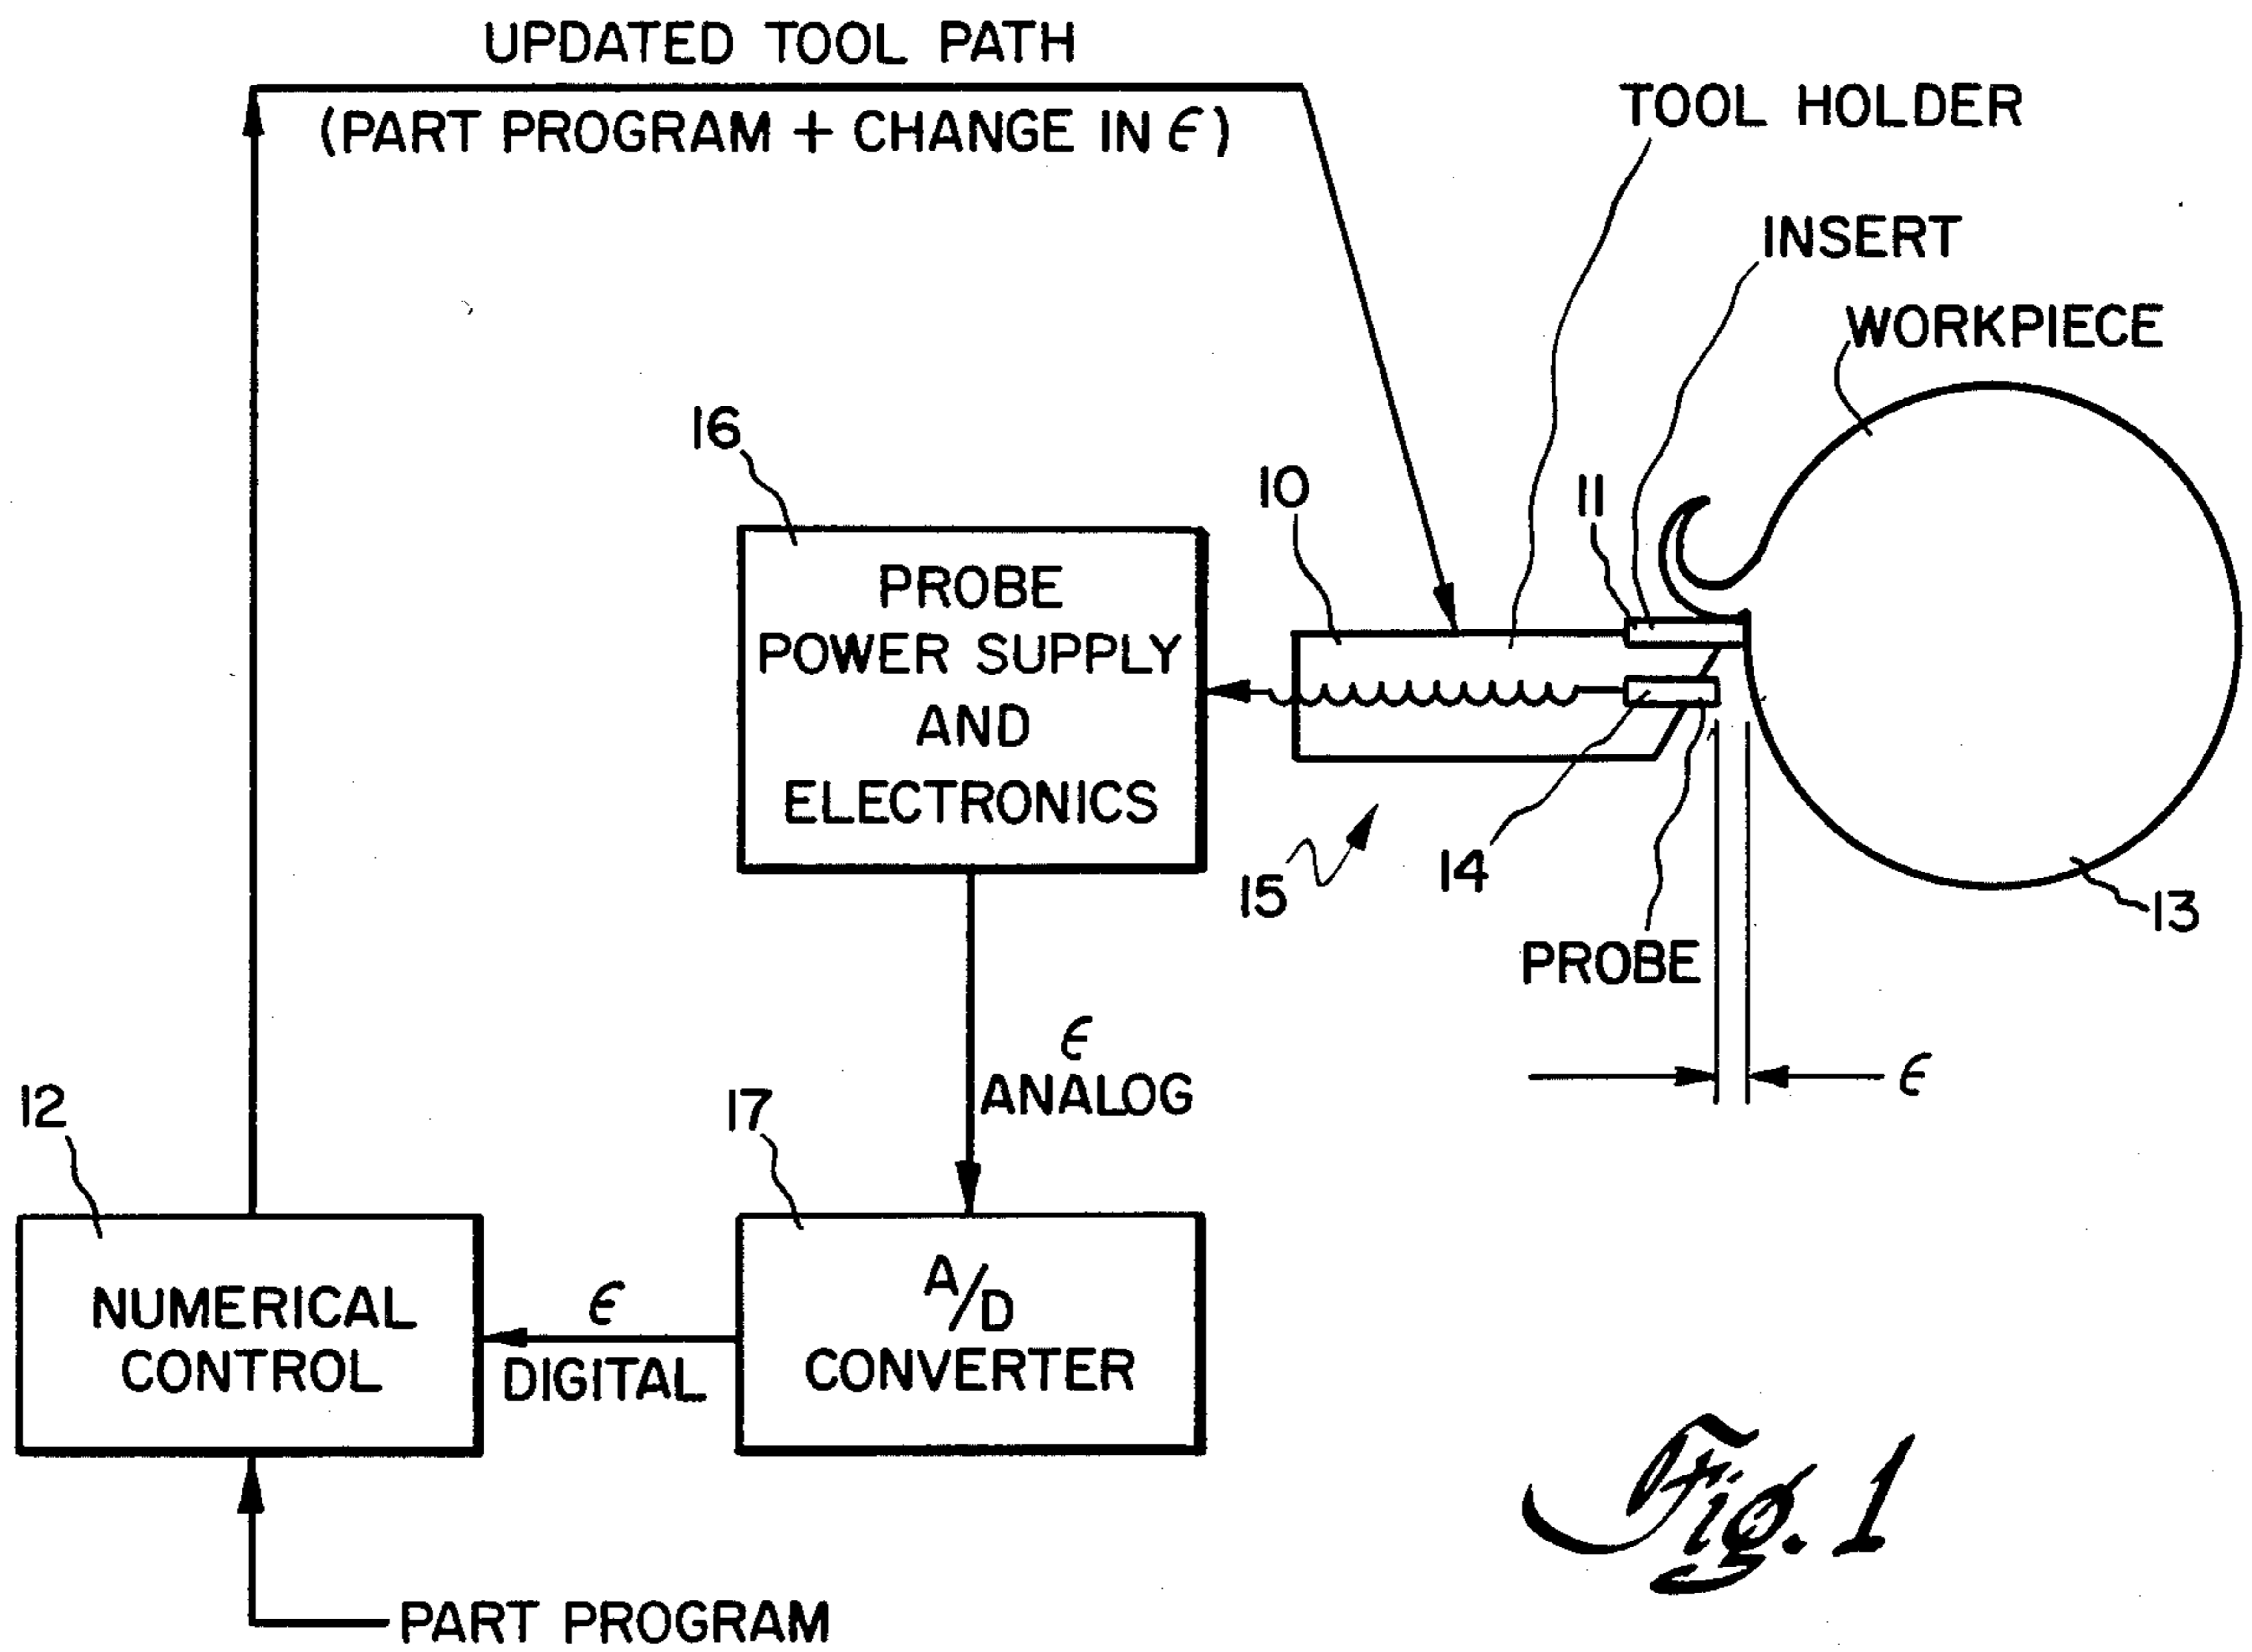 UPDATED TOOL PATH
(PART PROGRAM + CHANGE IN ϵ)
TOOL HOLDER
INSERT
WORKPIECE
16
10
11
PROBE
POWER SUPPLY
AND
ELECTRONICS
15
14
13
PROBE
ϵ
ϵ
ANALOG
12
17
NUMERICAL
CONTROL
ϵ
DIGITAL
A/D
CONVERTER
PART PROGRAM
Fig. 1